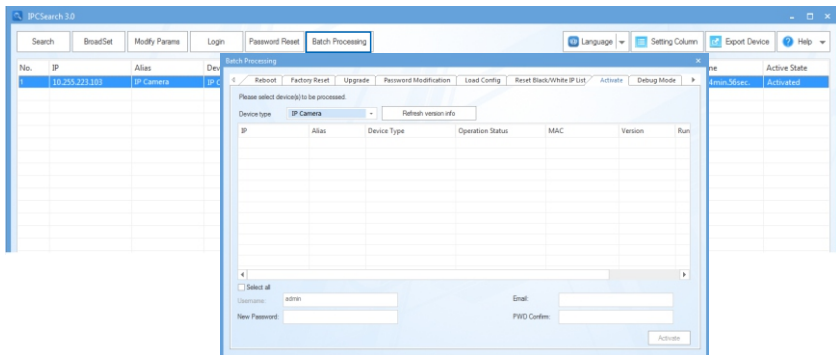 IPCSearch 3.0
Search BroadSet Modify Params Login Password Reset Batch Processing Language Setting Column Export Device Help
No. IP Alias Dev ne Active State
1 10.255.223.103 IP Camera IP C 4min.56sec. Activated
Batch Processing
Reboot Factory Reset Upgrade Password Modification Load Config Reset Black/White IP List Activate Debug Mode
Please select device(s) to be processed.
Device type IP Camera Refresh version info
IP Alias Device Type Operation Status MAC Version Run
Select all
Username: admin Email:
New Password: PWD Confirm:
Activate